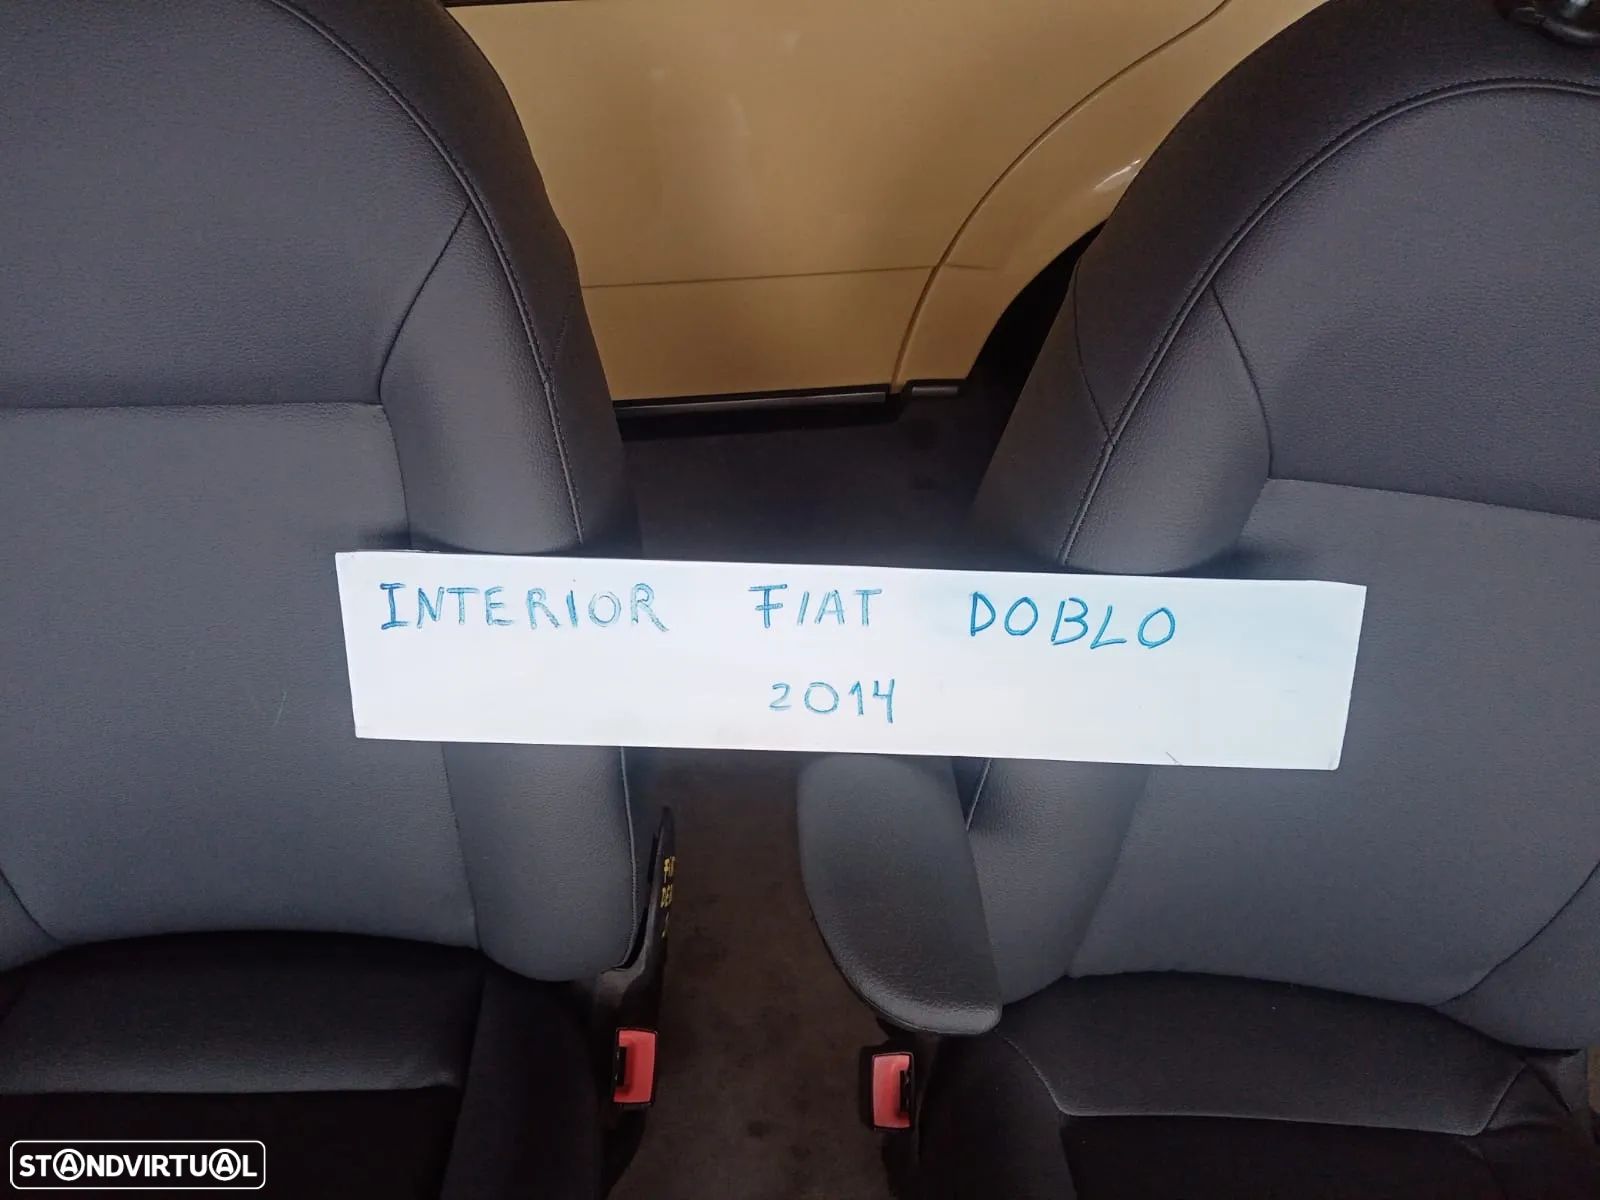 INTERIOR FIAT DOBLO
2014
STANDVIRTUAL